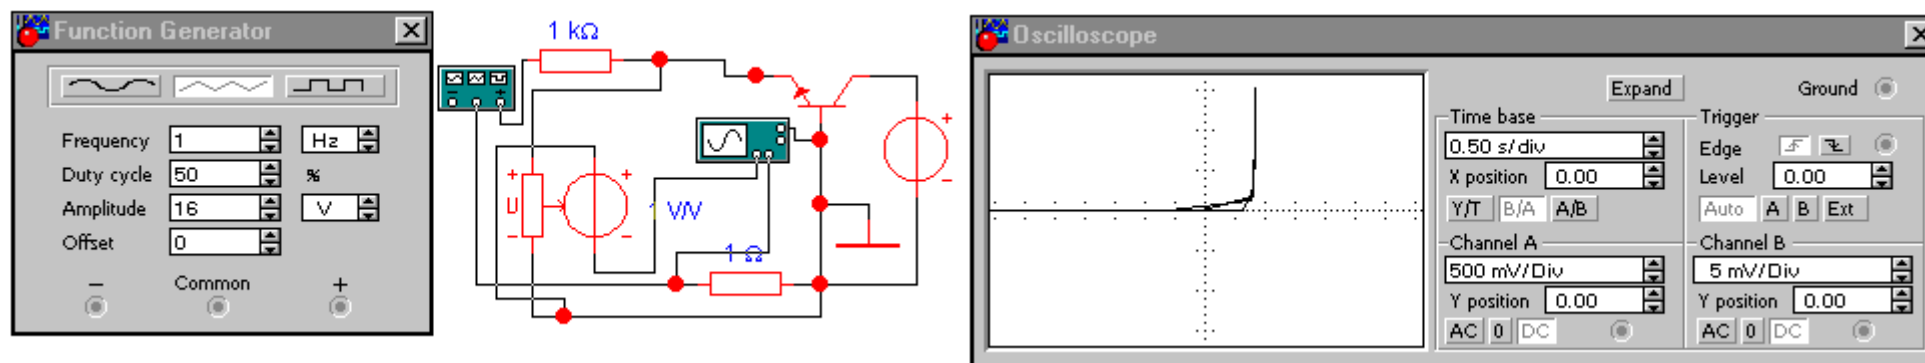 Function Generator
Frequency 1 Hz
Duty cycle 50 %
Amplitude 16 V
Offset 0
− Common +
1 kΩ
− +
+ +
+
U 1 V/V
− −
−
1 Ω
Oscilloscope
Expand Ground
Time base
0.50 s/div
X position 0.00
Y/T B/A A/B
Trigger
Edge
Level 0.00
Auto A B Ext
Channel A
500 mV/Div
Y position 0.00
AC 0 DC
Channel B
5 mV/Div
Y position 0.00
AC 0 DC